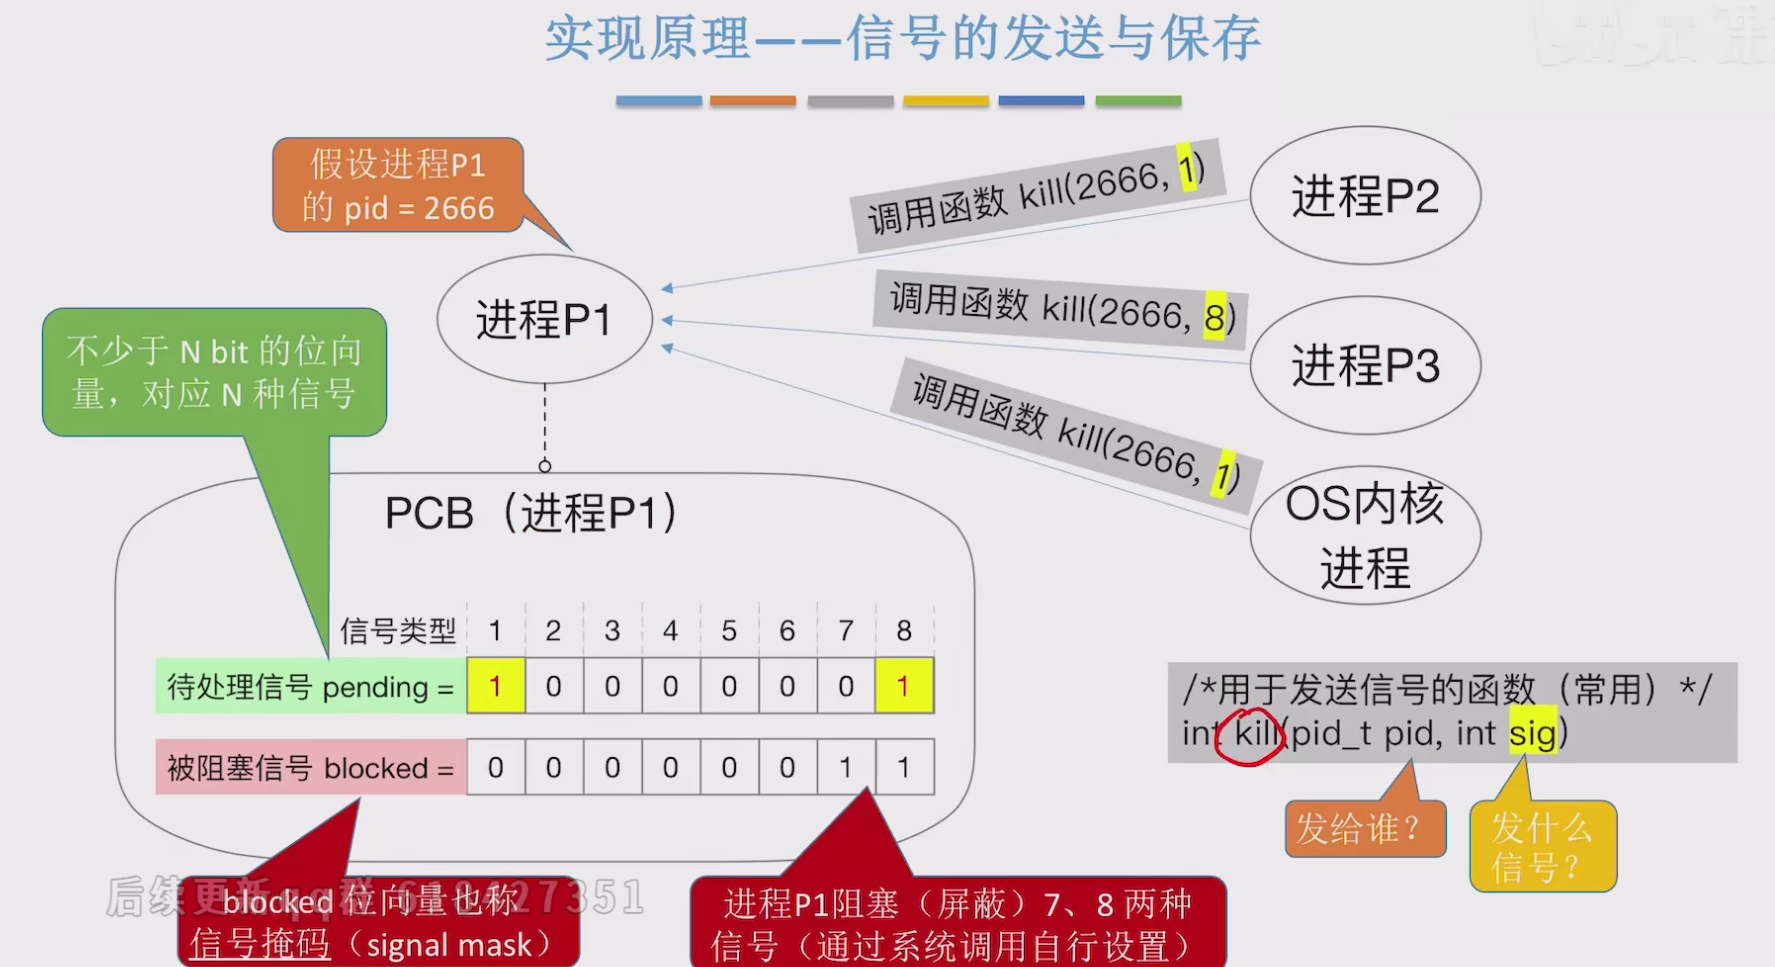 实现原理——信号的发送与保存
假设进程P1
的 pid = 2666
调用函数 kill(2666, 1)
进程P2
进程P1
调用函数 kill(2666, 8)
进程P3
不少于 N bit 的位向
量，对应 N 种信号
调用函数 kill(2666, 1)
OS内核
进程
PCB（进程P1）
信号类型 1 2 3 4 5 6 7 8
待处理信号 pending = 1 0 0 0 0 0 0 1
被阻塞信号 blocked = 0 0 0 0 0 0 1 1
/*用于发送信号的函数（常用）*/
int kill(pid_t pid, int sig)
发给谁？
发什么
信号？
后续更新qq群 618427351
blocked 位向量也称
信号掩码（signal mask）
进程P1阻塞（屏蔽）7、8 两种
信号（通过系统调用自行设置）